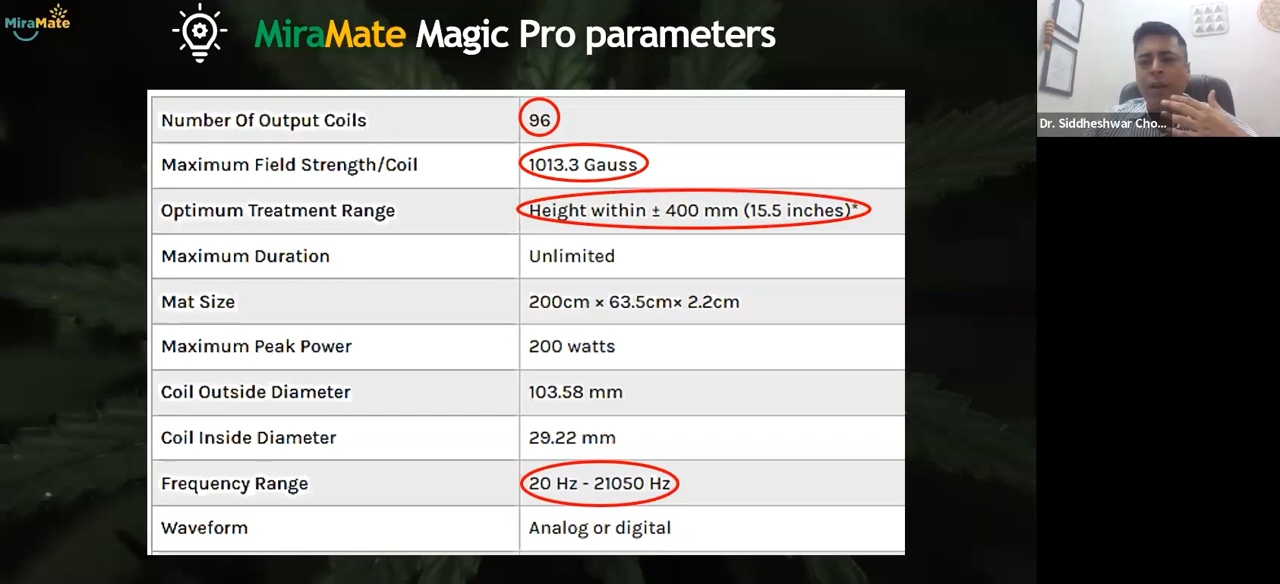 MiraMate
MiraMate Magic Pro parameters
Number Of Output Coils 96
Maximum Field Strength/Coil 1013.3 Gauss
Optimum Treatment Range Height within ± 400 mm (15.5 inches)*
Maximum Duration Unlimited
Mat Size 200cm × 63.5cm× 2.2cm
Maximum Peak Power 200 watts
Coil Outside Diameter 103.58 mm
Coil Inside Diameter 29.22 mm
Frequency Range 20 Hz - 21050 Hz
Waveform Analog or digital
Dr. Siddheshwar Cho...